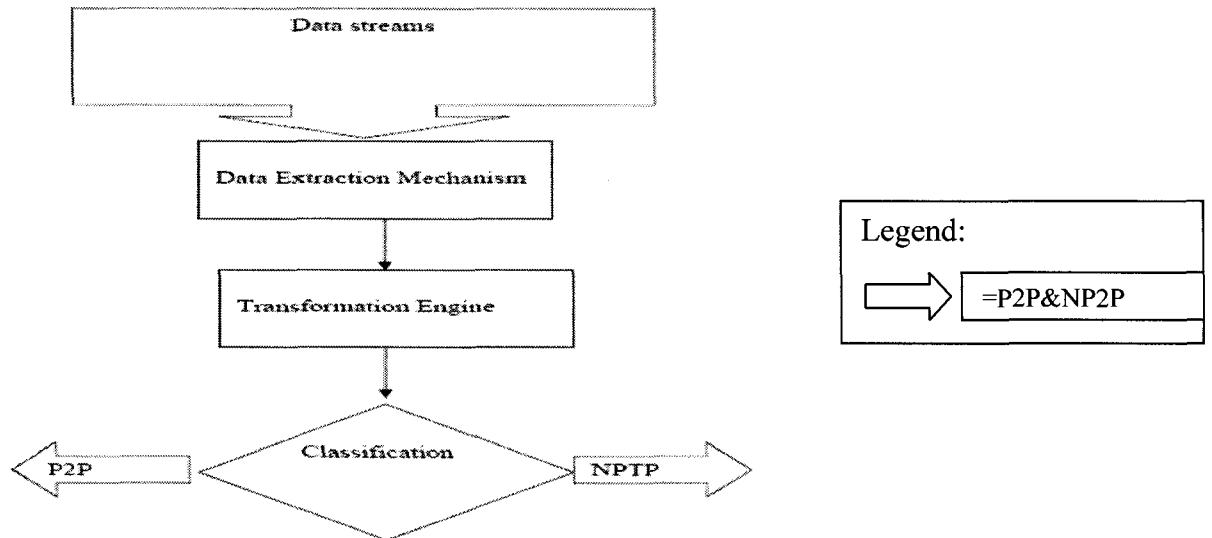 Data streams
Data Extraction Mechanism
Transformation Engine
Classification
P2P
NPTP
Legend:
=P2P&NP2P